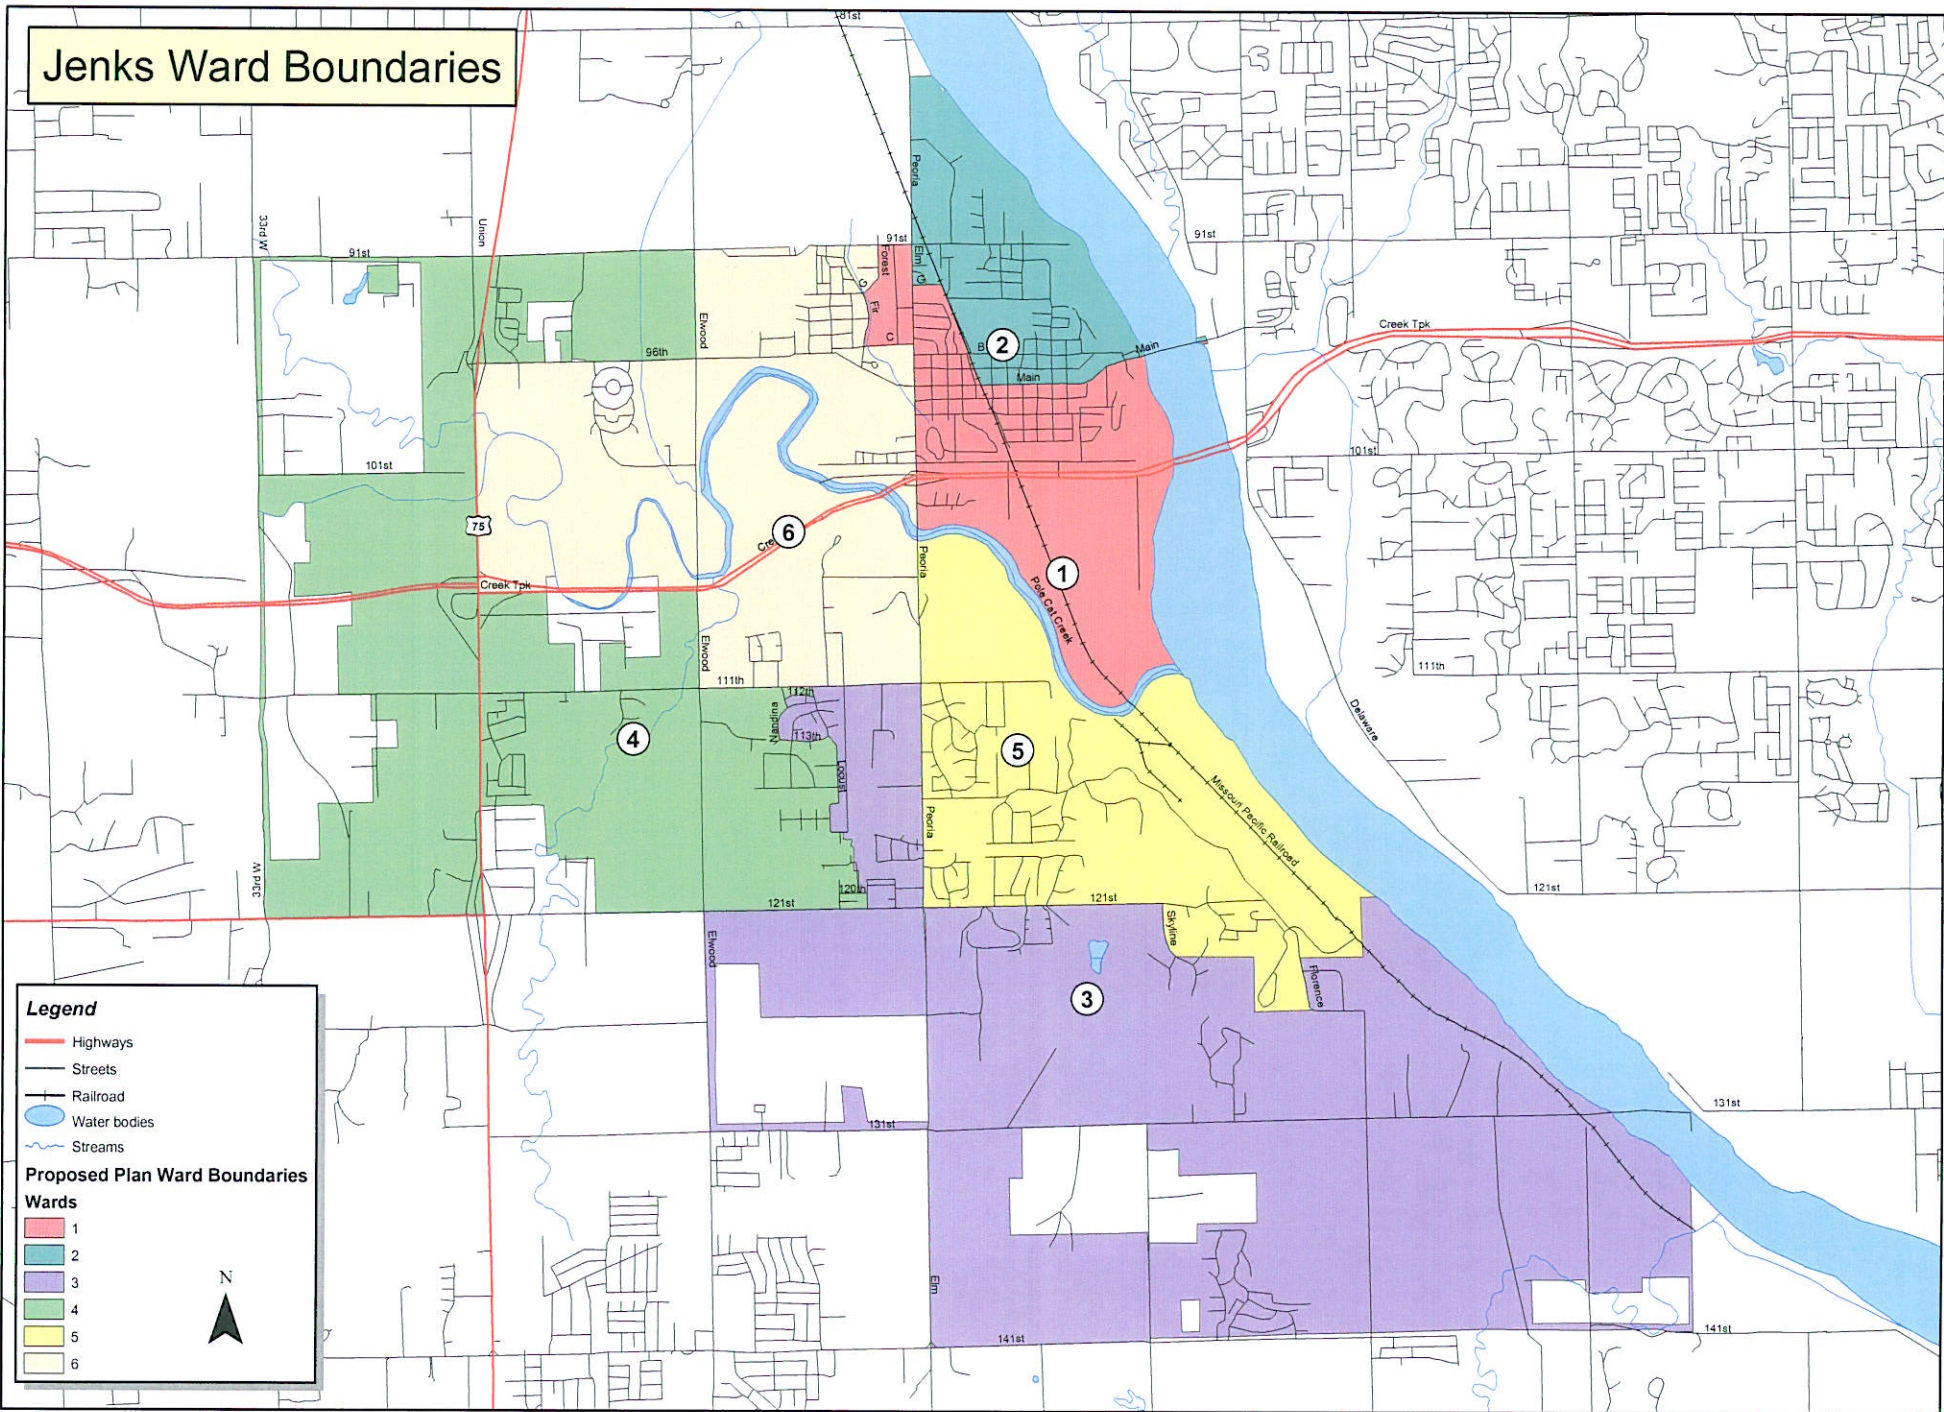 Jenks Ward Boundaries
81st
Peoria
33rd W
Union
91st
91st
Elm
G
Forest
91st
91st
G
Fir
C
Elwood
96th
B
2
Main
Main
Creek Tpk
101st
101st
75
6
Cre
Creek Tpk
Peoria
1
Pole Cat Creek
Elwood
111th
111th
112th
Nandina
113th
4
5
Locust
Delaware
Missouri Pacific Railroad
Peoria
33rd W
120th
121st
121st
121st
Skyline
Elwood
Florence
3
131st
131st
Elm
141st
141st
Legend
Highways
Streets
Railroad
Water bodies
Streams
Proposed Plan Ward Boundaries
Wards
1
2
3
4
5
6
N